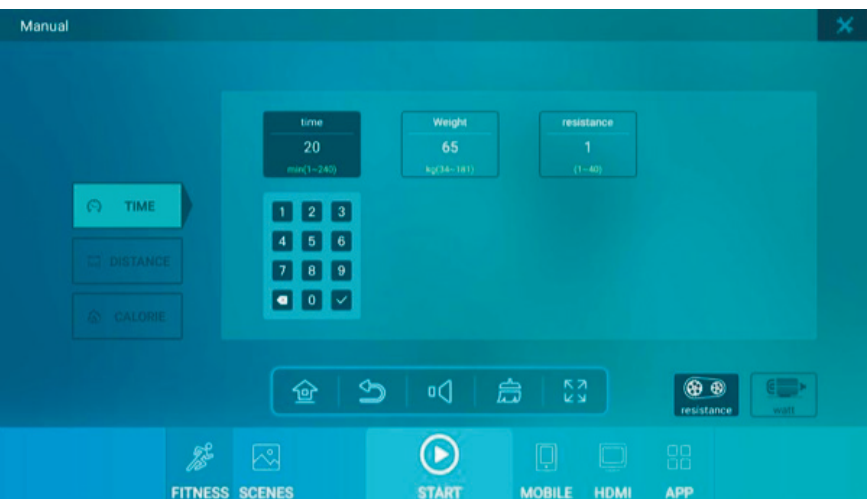 Manual
time
20
min(1~240)
Weight
65
kg(34~181)
resistance
1
(1~40)
TIME
DISTANCE
CALORIE
1 2 3
4 5 6
7 8 9
0
resistance
watt
FITNESS
SCENES
START
MOBILE
HDMI
APP